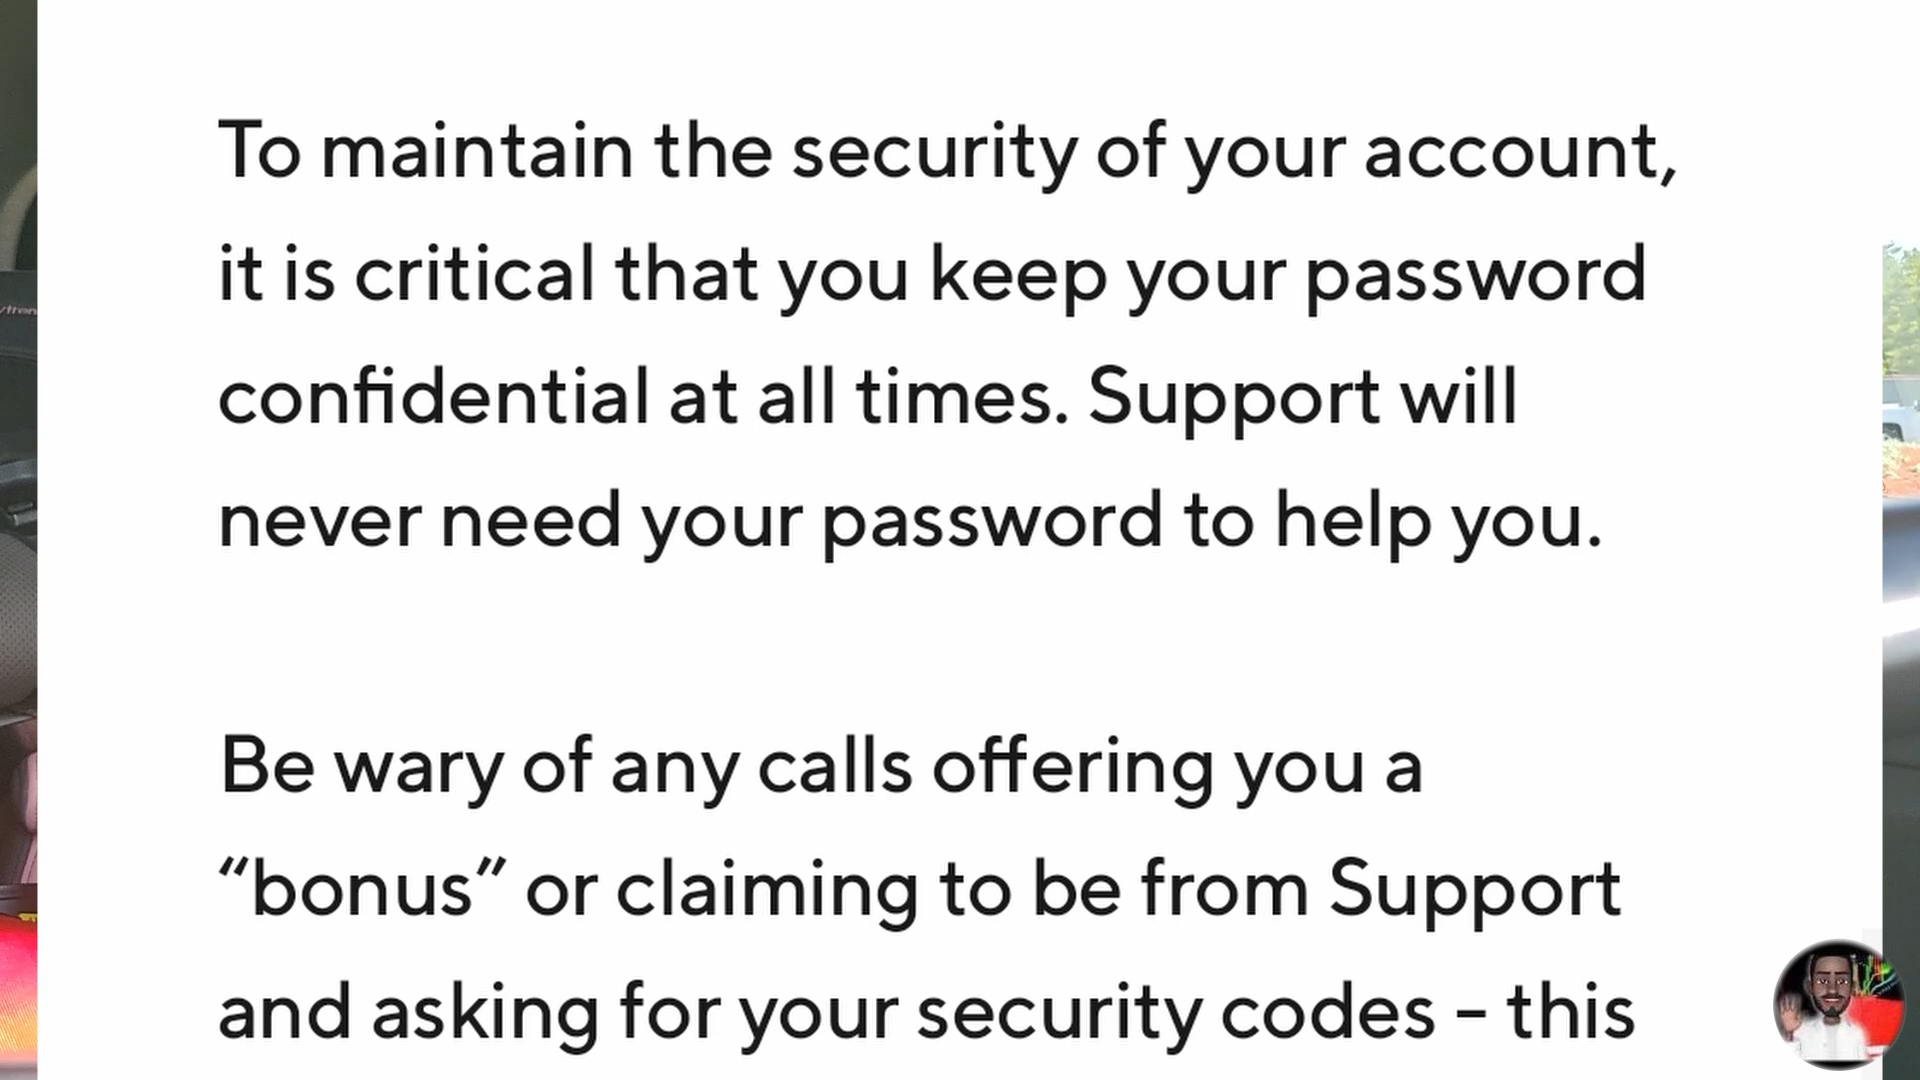 To maintain the security of your account,
it is critical that you keep your password
confidential at all times. Support will
never need your password to help you.
Be wary of any calls offering you a
“bonus” or claiming to be from Support
and asking for your security codes - this